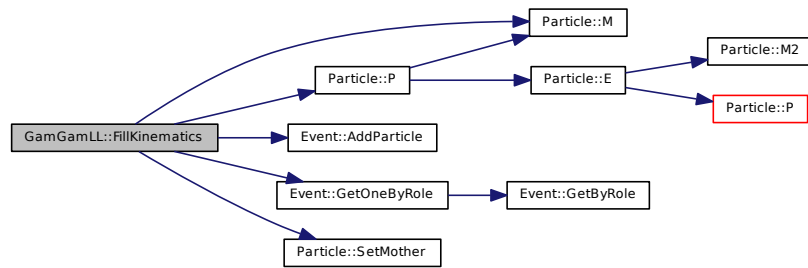 Particle::M
Particle::M2
Particle::P
Particle::E
Particle::P
GamGamLL::FillKinematics
Event::AddParticle
Event::GetOneByRole
Event::GetByRole
Particle::SetMother